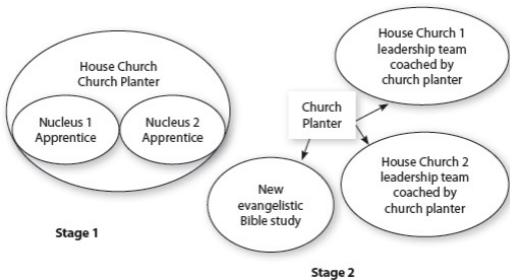 House Church
Church Planter
Nucleus 1
Apprentice
Nucleus 2
Apprentice
Stage 1
House Church 1
leadership team
coached by
church planter
Church
Planter
House Church 2
leadership team
coached by
church planter
New
evangelistic
Bible study
Stage 2